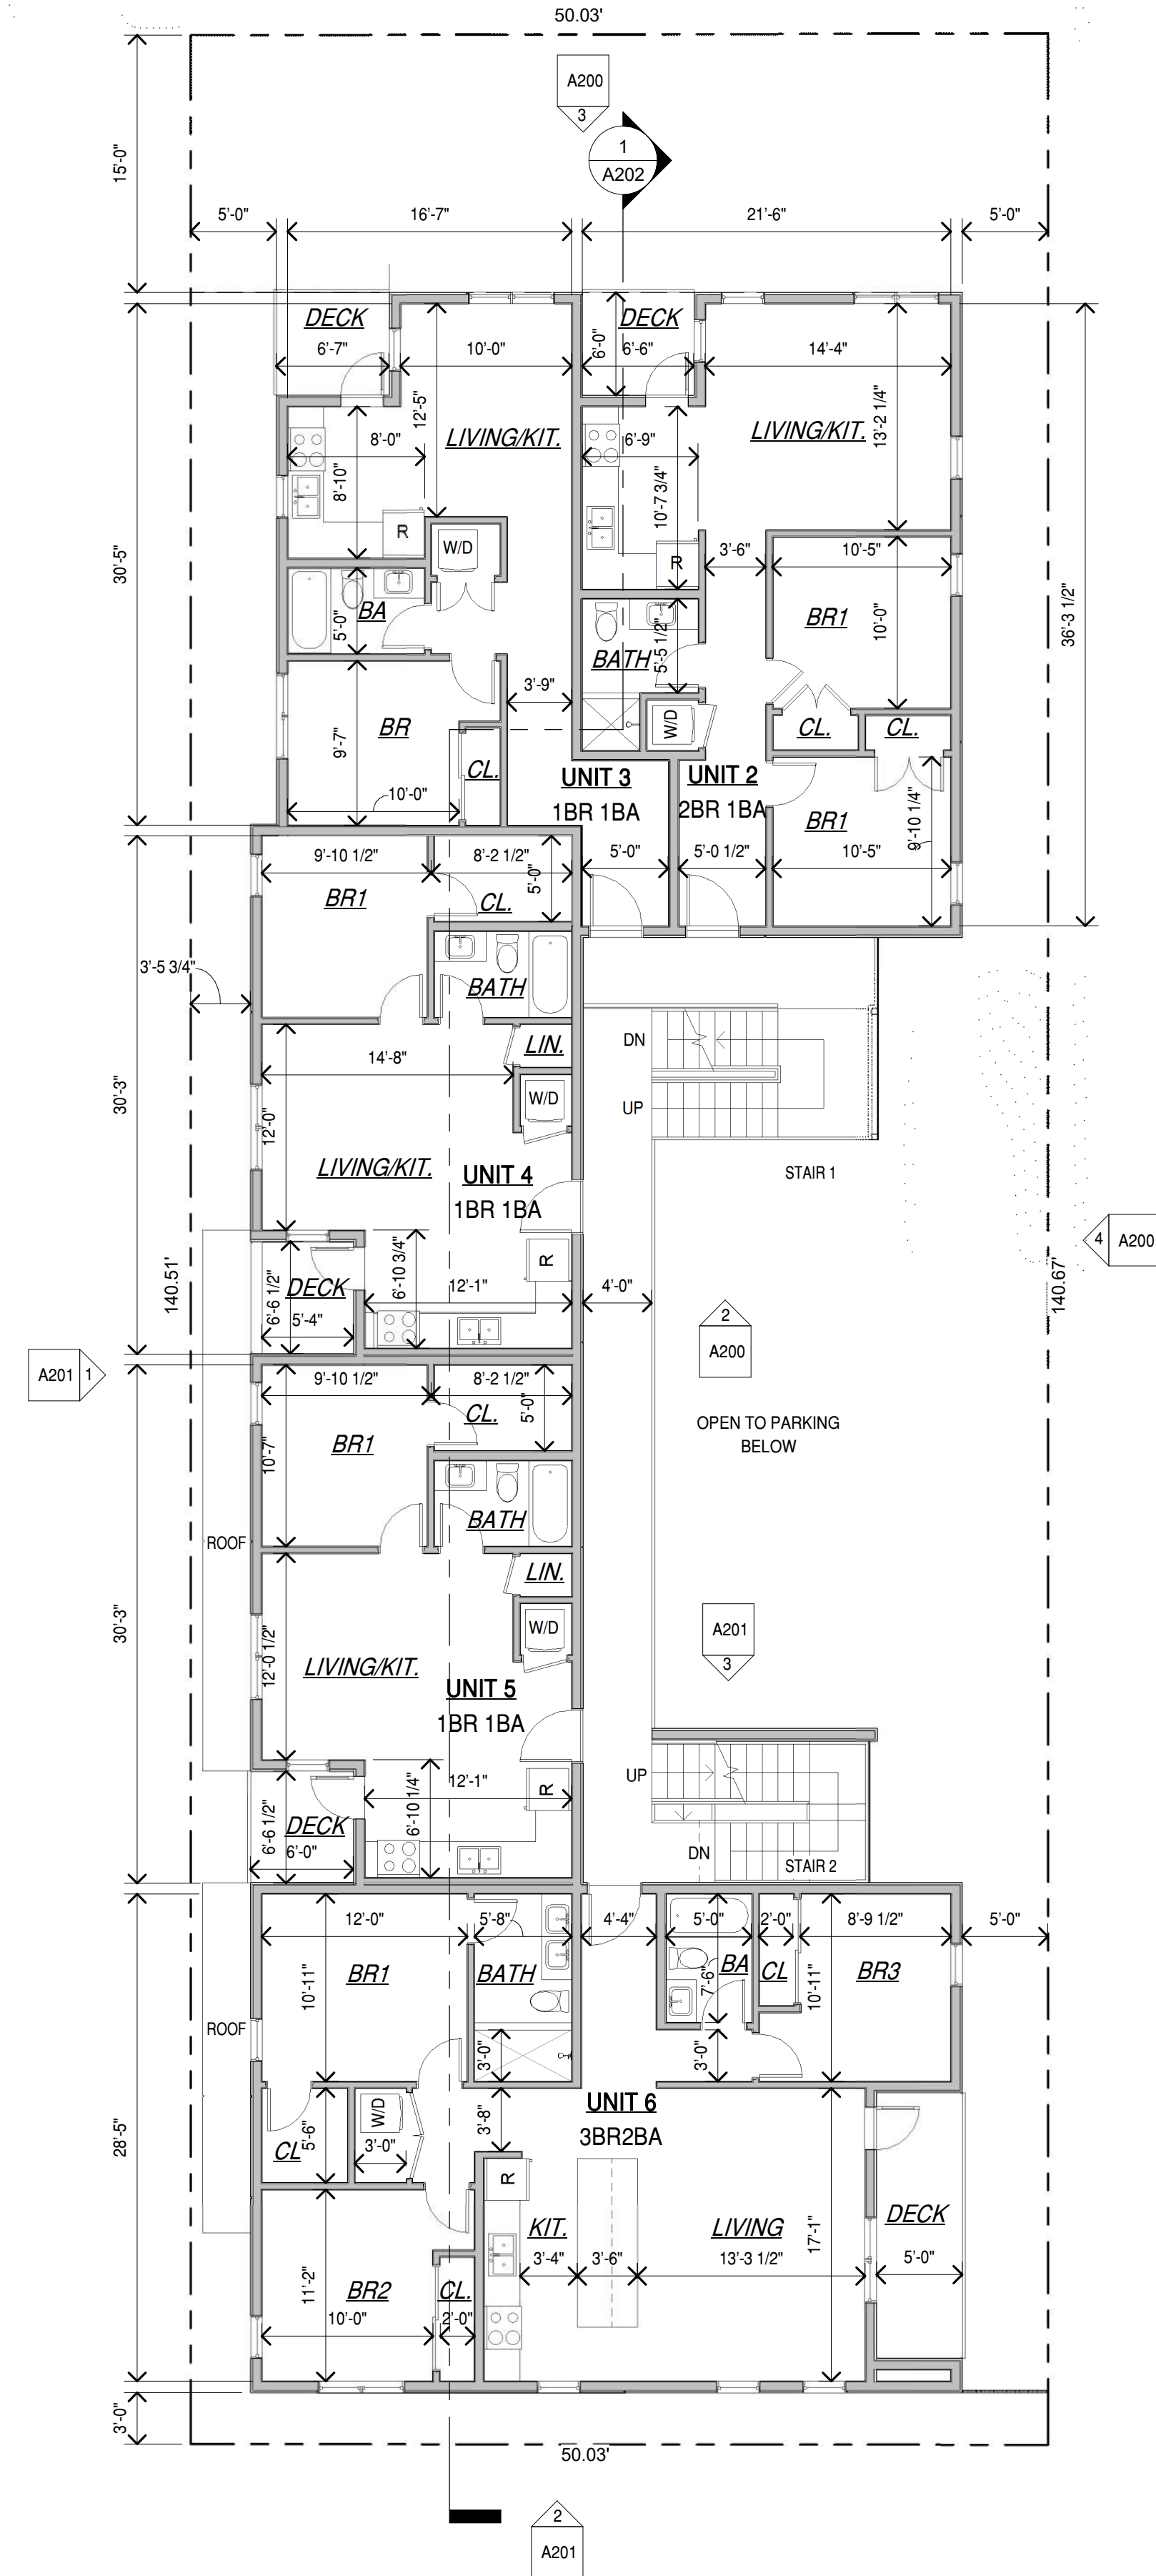 50.03'
A200
3
1
A202
15'-0"
5'-0"
16'-7"
21'-6"
5'-0"
DECK
6'-7"
10'-0"
6'-0"
DECK
6'-6"
14'-4"
12'-5"
8'-0"
LIVING/KIT.
6'-9"
LIVING/KIT.
13'-2 1/4"
8'-10"
10'-7 3/4"
R
W/D
R
3'-6"
10'-5"
30'-5"
BA
5'-0"
BR1
10'-0"
36'-3 1/2"
BATH
5'-5 1/2"
3'-9"
BR
9'-7"
W/D
CL.
CL.
CL.
10'-0"
UNIT 3
1BR 1BA
UNIT 2
2BR 1BA
BR1
9'-10 1/4"
9'-10 1/2"
8'-2 1/2"
5'-0"
5'-0"
5'-0 1/2"
10'-5"
BR1
CL.
3'-5 3/4"
BATH
LIN.
DN
14'-8"
W/D
UP
30'-3"
12'-0"
LIVING/KIT.
UNIT 4
1BR 1BA
STAIR 1
4
A200
R
6'-10 3/4"
140.51'
140.67'
6'-6 1/2"
DECK
5'-4"
12'-1"
4'-0"
2
A200
A201
1
9'-10 1/2"
8'-2 1/2"
5'-0"
CL.
BR1
10'-7"
OPEN TO PARKING
BELOW
BATH
ROOF
LIN.
W/D
30'-3"
12'-0 1/2"
LIVING/KIT.
UNIT 5
1BR 1BA
A201
3
UP
R
12'-1"
6'-10 1/4"
6'-6 1/2"
DECK
6'-0"
DN
STAIR 2
12'-0"
5'-8"
4'-4"
5'-0"
2'-0"
8'-9 1/2"
5'-0"
BR1
10'-11"
BATH
BA
7'-6"
CL
BR3
10'-11"
ROOF
3'-0"
3'-0"
UNIT 6
3BR2BA
W/D
3'-8"
28'-5"
CL
5'-6"
3'-0"
R
KIT.
LIVING
17'-1"
DECK
3'-4"
3'-6"
13'-3 1/2"
5'-0"
BR2
11'-2"
CL.
10'-0"
2'-0"
3'-0"
50.03'
2
A201